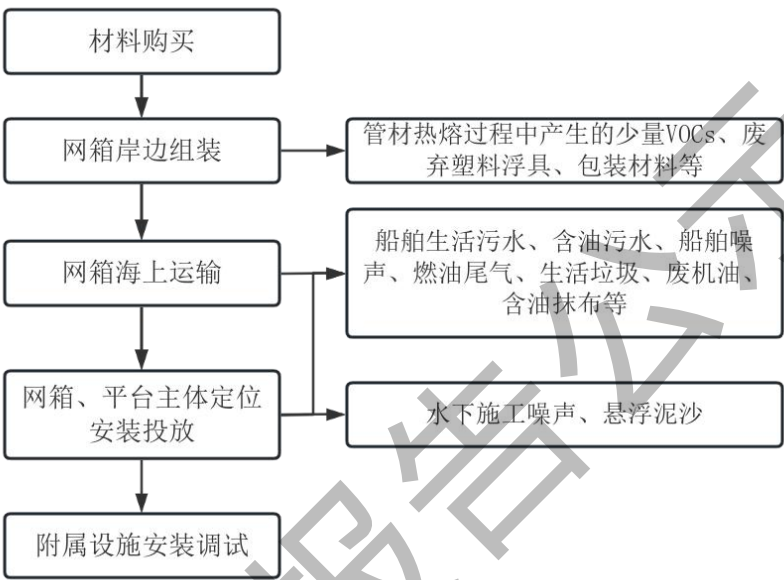 材料购买
网箱岸边组装
管材热熔过程中产生的少量VOCs、废
弃塑料浮具、包装材料等
网箱海上运输
船舶生活污水、含油污水、船舶噪
声、燃油尾气、生活垃圾、废机油、
含油抹布等
网箱、平台主体定位
安装投放
水下施工噪声、悬浮泥沙
附属设施安装调试
报告公示